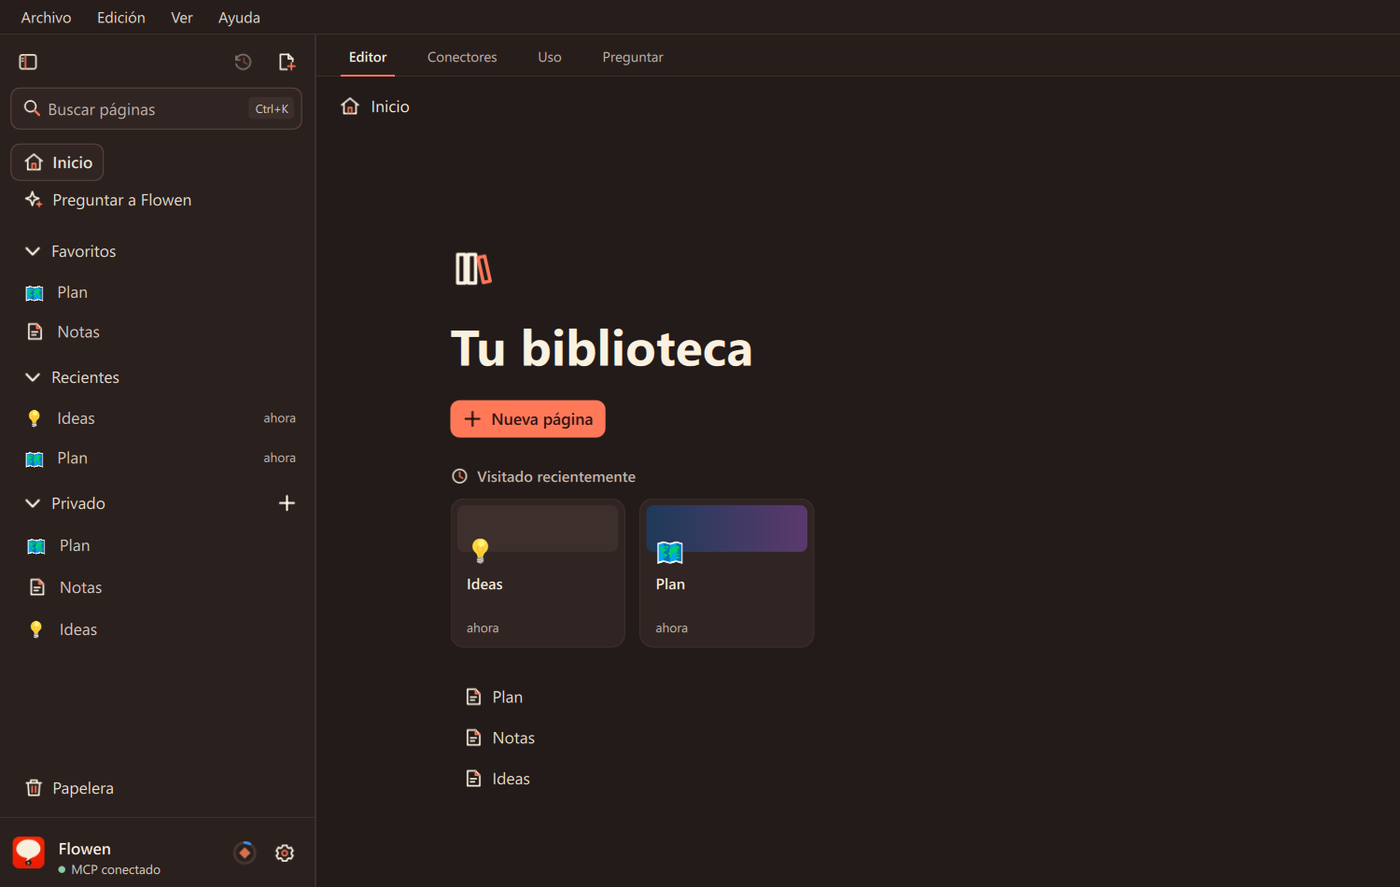 Archivo Edición Ver Ayuda
Editor Conectores Uso Preguntar
Buscar páginas Ctrl+K
Inicio
Preguntar a Flowen
Favoritos
Plan
Notas
Recientes
Ideas ahora
Plan ahora
Privado
Plan
Notas
Ideas
Papelera
Flowen
MCP conectado
Inicio
Tu biblioteca
Nueva página
Visitado recientemente
Ideas
ahora
Plan
ahora
Plan
Notas
Ideas